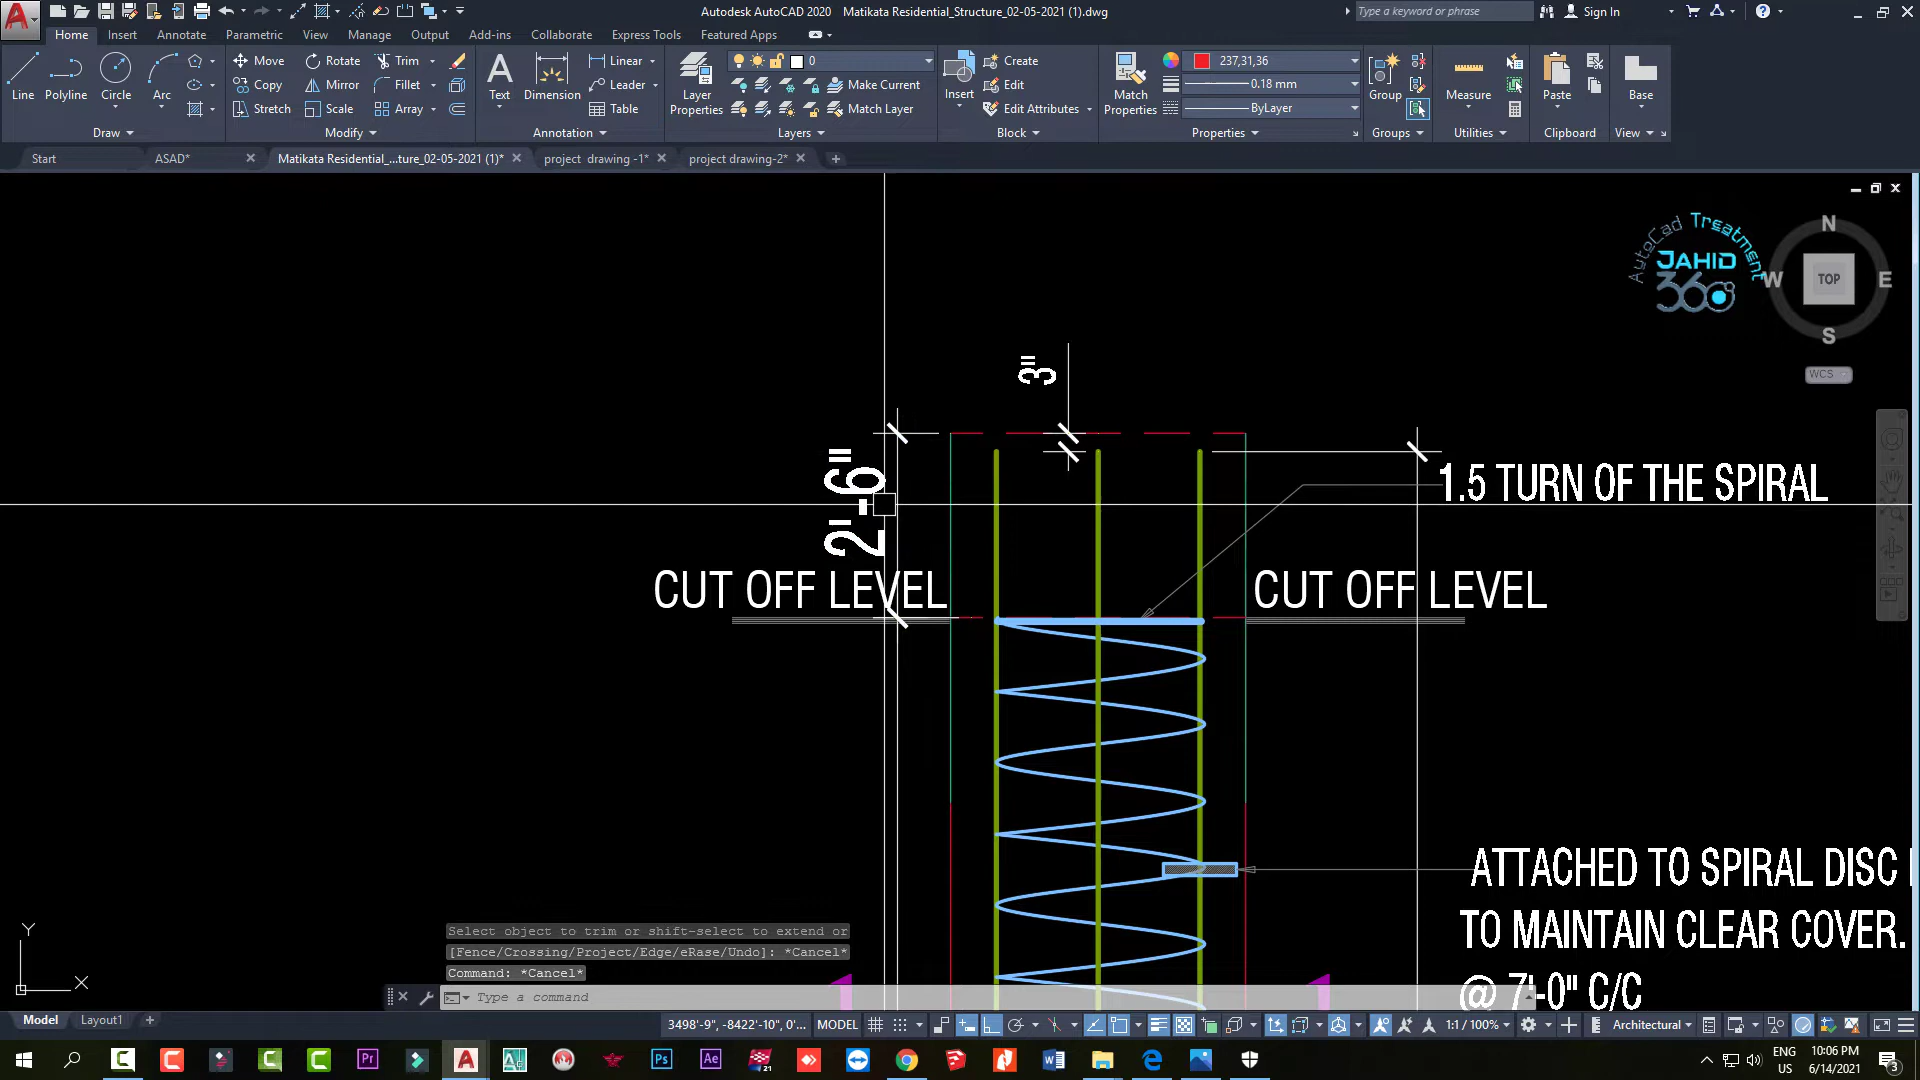 Autodesk AutoCAD 2020 Matikata Residential_Structure_02-05-2021 (1).dwg
Type a keyword or phrase
Sign In
Home Insert Annotate Parametric View Manage Output Add-ins Collaborate Express Tools Featured Apps
Line Polyline Circle Arc
Move Rotate Trim
Copy Mirror Fillet
Stretch Scale Array
Text Dimension
Linear
Leader
Table
Layer Properties
0
Make Current
Match Layer
Insert
Create
Edit
Edit Attributes
Match Properties
237,31,36
0.18 mm
ByLayer
Group Measure Paste Base
Draw Modify Annotation Layers Block Properties Groups Utilities Clipboard View
Start ASAD* Matikata Residential_...ture_02-05-2021 (1)* project drawing -1* project drawing-2*
AutoCad Treatment
JAHID
360
N
W TOP E
S
WCS
3"
2'-6"
1.5 TURN OF THE SPIRAL
CUT OFF LEVEL CUT OFF LEVEL
ATTACHED TO SPIRAL DISC
TO MAINTAIN CLEAR COVER.
@ 7'-0" C/C
Y
X
Select object to trim or shift-select to extend or
[Fence/Crossing/Project/Edge/eRase/Undo]: *Cancel*
Command: *Cancel*
Type a command
Model Layout1
3498'-9", -8422'-10", 0'... MODEL 1:1 / 100% Architectural
ENG
US
10:06 PM
6/14/2021
3
21
Pr
Ps
Ae